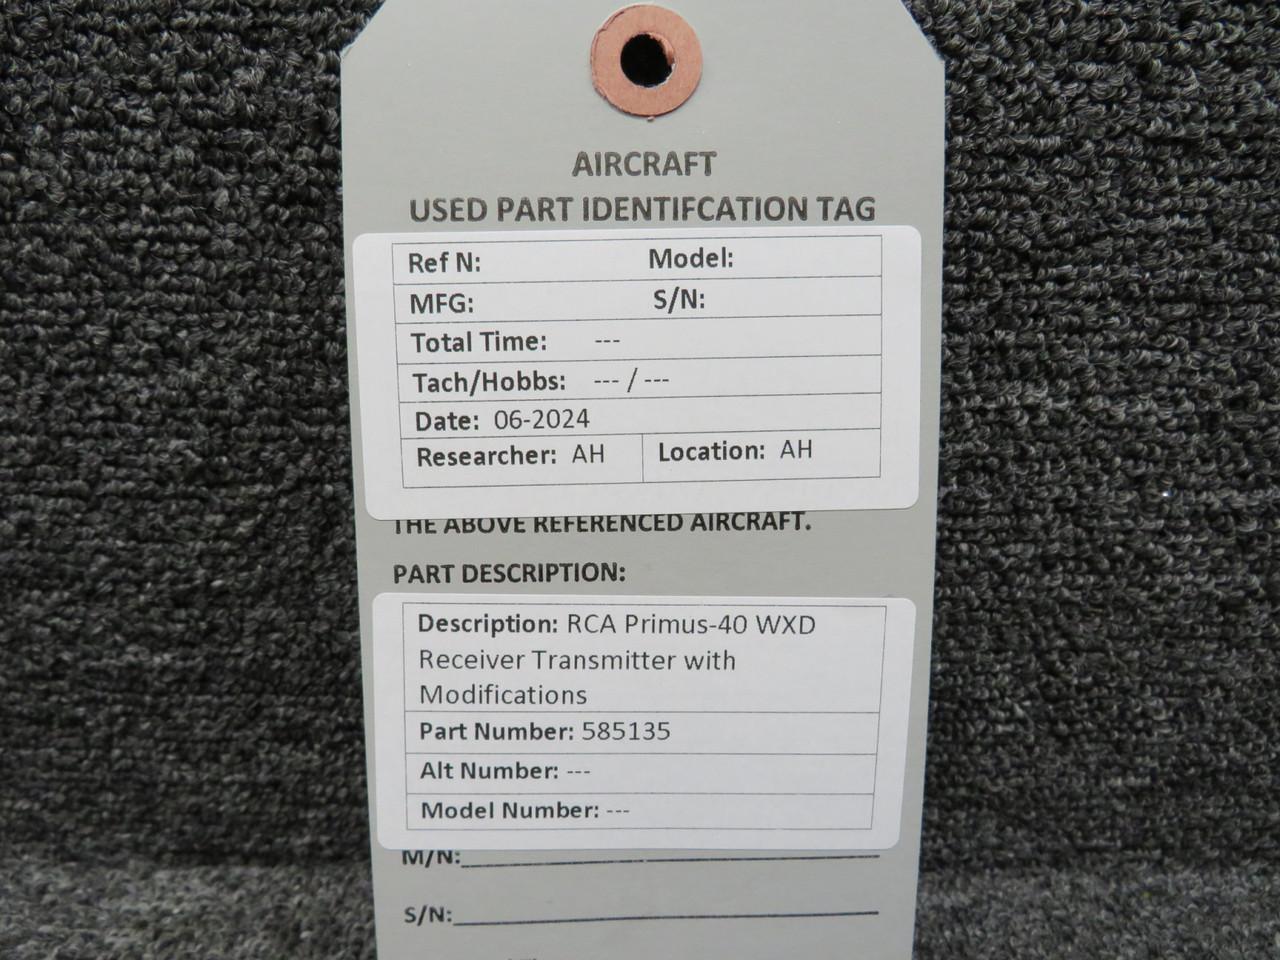 AIRCRAFT
USED PART IDENTIFCATION TAG
Ref N: Model:
MFG: S/N:
Total Time: ---
Tach/Hobbs: --- / ---
Date: 06-2024
Researcher: AH Location: AH
THE ABOVE REFERENCED AIRCRAFT.
PART DESCRIPTION:
Description: RCA Primus-40 WXD
Receiver Transmitter with
Modifications
Part Number: 585135
Alt Number: ---
Model Number: ---
M/N:
S/N: